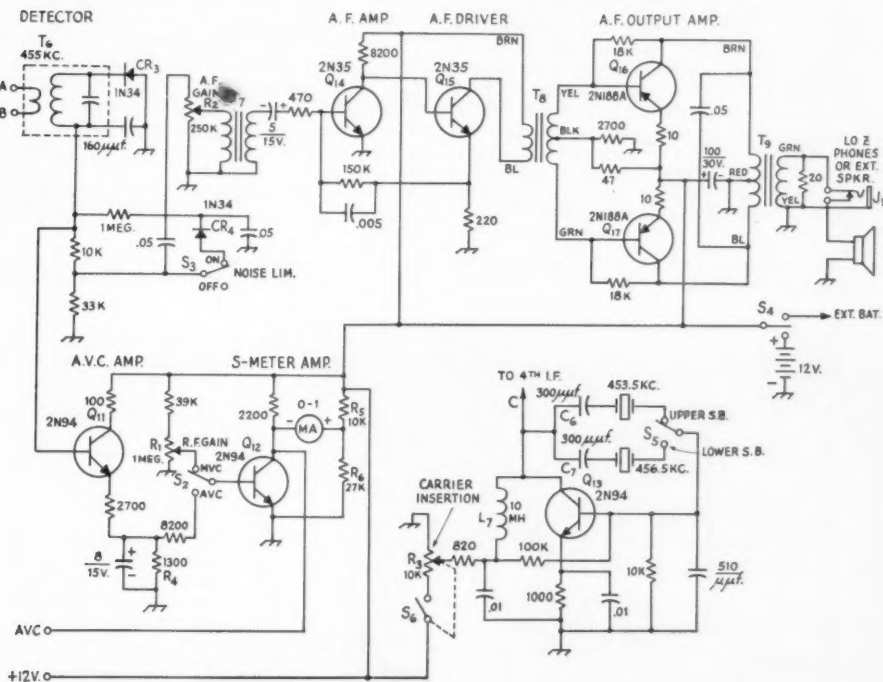 DETECTOR
T6
455KC.
A
B
CR3
1N34
160µµf.
A.F.
GAIN
R2
250K
7
5
15V.
470
A.F. AMP.
8200
2N35
Q14
150K
.005
A.F. DRIVER
2N35
Q15
220
BRN
BL
T8
YEL
BLK
GRN
A.F. OUTPUT AMP.
18K
Q16
2N188A
2700
47
10
10
2N188A
Q17
18K
BRN
.05
100
30V.
RED
BL
T9
GRN
YEL
20
LO Z
PHONES
OR EXT.
SPKR.
J1
1 MEG.
10K
33K
.05
1N34
CR4
.05
S3
ON
OFF
NOISE LIM.
S4
EXT. BAT.
+
12V.
-
A.V.C. AMP.
100
Q11
2N94
2700
8
15V.
1300
R4
8200
39K
R1
1 MEG.
R.F. GAIN
MVC
S2
AVC
S-METER AMP.
2200
Q12
2N94
0-1
- MA +
R5
10K
R6
27K
TO 4TH I.F.
C
300µµf.
C6
453.5KC.
300µµf.
C7
456.5KC.
UPPER S.B.
S5
LOWER S.B.
Q13
2N94
L7
10
MH
CARRIER
INSERTION
R3
10K
820
100K
.01
1000
.01
10K
510
µµf.
S6
AVC
+12V.